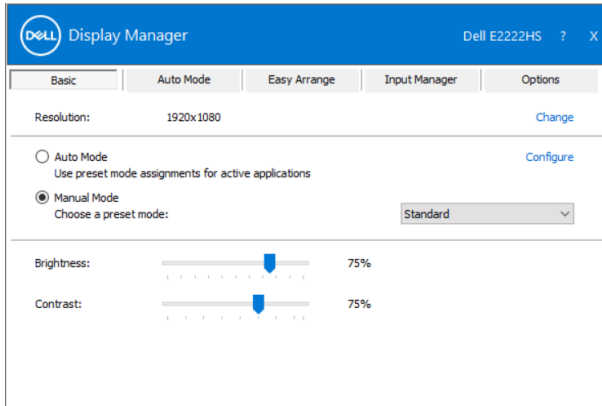 DELL Display Manager Dell E2222HS ? X
Basic Auto Mode Easy Arrange Input Manager Options
Resolution: 1920x1080 Change
Auto Mode Configure
Use preset mode assignments for active applications
Manual Mode
Choose a preset mode: Standard
Brightness: 75%
Contrast: 75%